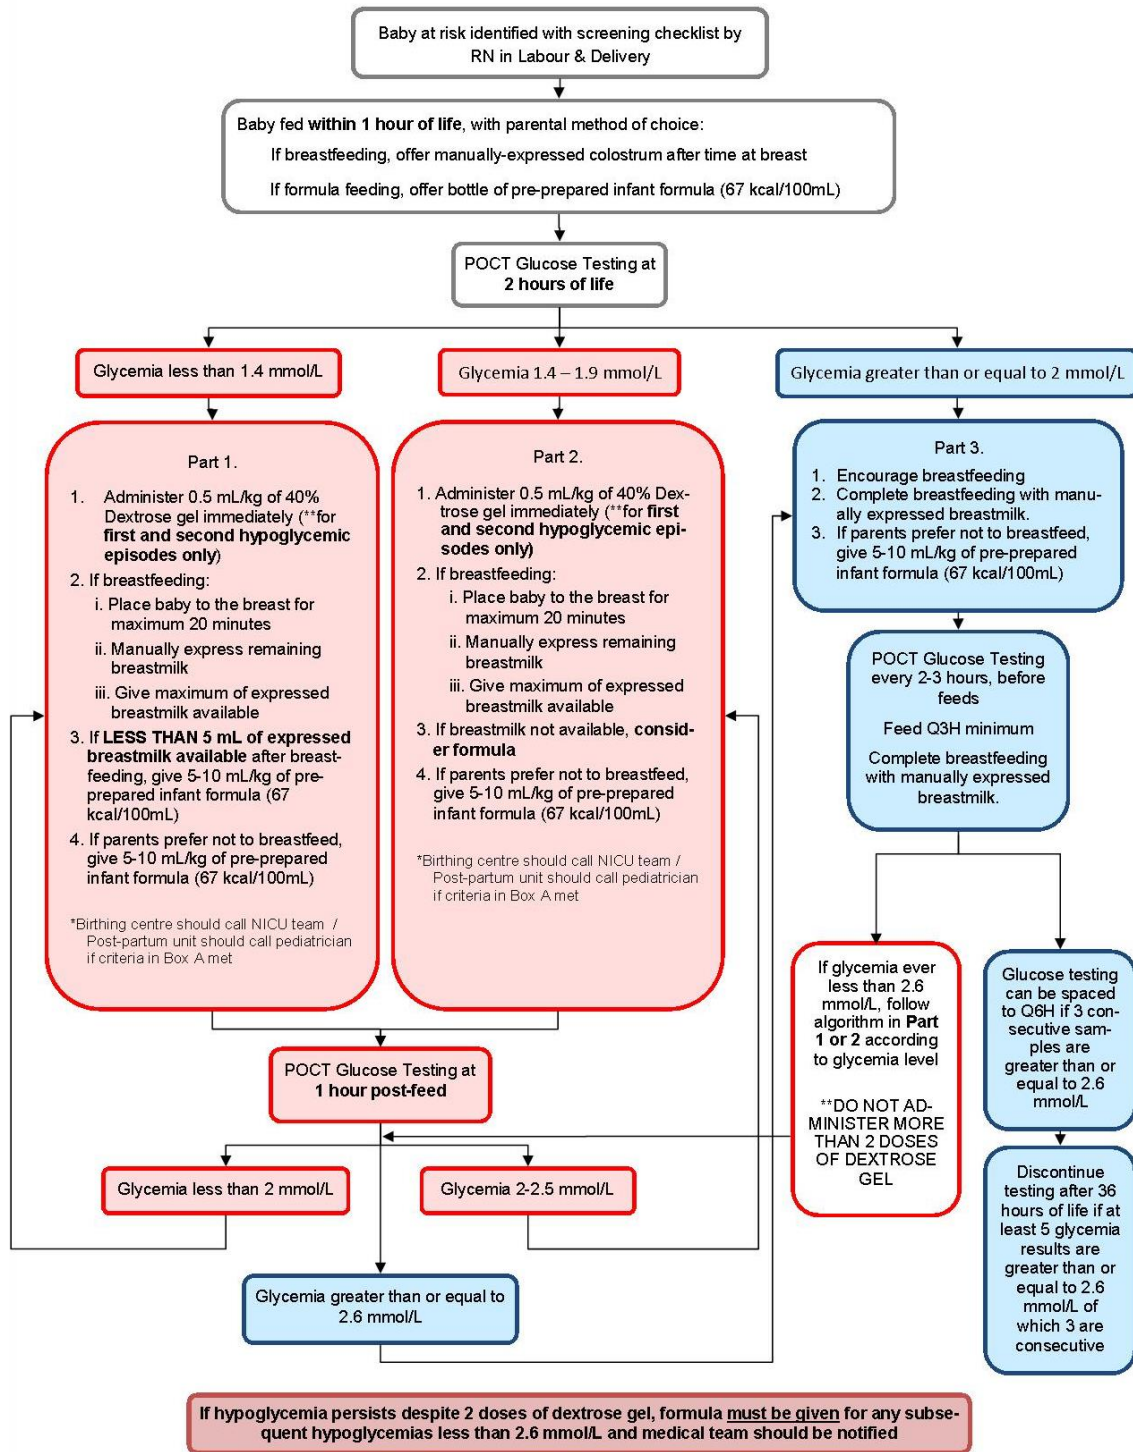 Baby at risk identified with screening checklist by
RN in Labour & Delivery
Baby fed within 1 hour of life, with parental method of choice:
If breastfeeding, offer manually-expressed colostrum after time at breast
If formula feeding, offer bottle of pre-prepared infant formula (67 kcal/100mL)
POCT Glucose Testing at
2 hours of life
Glycemia less than 1.4 mmol/L
Glycemia 1.4 – 1.9 mmol/L
Glycemia greater than or equal to 2 mmol/L
Part 1.
1. Administer 0.5 mL/kg of 40%
Dextrose gel immediately (**for
first and second hypoglycemic
episodes only)
2. If breastfeeding:
i. Place baby to the breast for
maximum 20 minutes
ii. Manually express remaining
breastmilk
iii. Give maximum of expressed
breastmilk available
3. If LESS THAN 5 mL of expressed
breastmilk available after breast-
feeding, give 5-10 mL/kg of pre-
prepared infant formula (67
kcal/100mL)
4. If parents prefer not to breastfeed,
give 5-10 mL/kg of pre-prepared
infant formula (67 kcal/100mL)
*Birthing centre should call NICU team /
Post-partum unit should call pediatrician
if criteria in Box A met
Part 2.
1. Administer 0.5 mL/kg of 40% Dex-
trose gel immediately (**for first
and second hypoglycemic epi-
sodes only)
2. If breastfeeding:
i. Place baby to the breast for
maximum 20 minutes
ii. Manually express remaining
breastmilk
iii. Give maximum of expressed
breastmilk available
3. If breastmilk not available, consid-
er formula
4. If parents prefer not to breastfeed,
give 5-10 mL/kg of pre-prepared
infant formula (67 kcal/100mL)
*Birthing centre should call NICU team /
Post-partum unit should call pediatrician
if criteria in Box A met
Part 3.
1. Encourage breastfeeding
2. Complete breastfeeding with manu-
ally expressed breastmilk.
3. If parents prefer not to breastfeed,
give 5-10 mL/kg of pre-prepared
infant formula (67 kcal/100mL)
POCT Glucose Testing
every 2-3 hours, before
feeds
Feed Q3H minimum
Complete breastfeeding
with manually expressed
breastmilk.
If glycemia ever
less than 2.6
mmol/L, follow
algorithm in Part
1 or 2 according
to glycemia level
**DO NOT AD-
MINISTER MORE
THAN 2 DOSES
OF DEXTROSE
GEL
Glucose testing
can be spaced
to Q6H if 3 con-
secutive sam-
ples are
greater than or
equal to 2.6
mmol/L
Discontinue
testing after 36
hours of life if at
least 5 glycemia
results are
greater than or
equal to 2.6
mmol/L of
which 3 are
consecutive
POCT Glucose Testing at
1 hour post-feed
Glycemia less than 2 mmol/L
Glycemia 2-2.5 mmol/L
Glycemia greater than or equal to
2.6 mmol/L
If hypoglycemia persists despite 2 doses of dextrose gel, formula must be given for any subse-
quent hypoglycemias less than 2.6 mmol/L and medical team should be notified